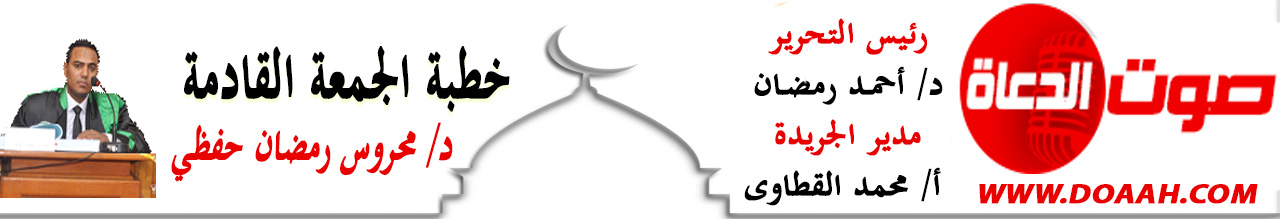 صوت الدعاة
WWW.DOAAH.COM
رئيس التحرير
د/ أحمد رمضان
مدير الجريدة
أ/ محمد القطاوى
خطبة الجمعة القادمة
د/ محروس رمضان حفظي